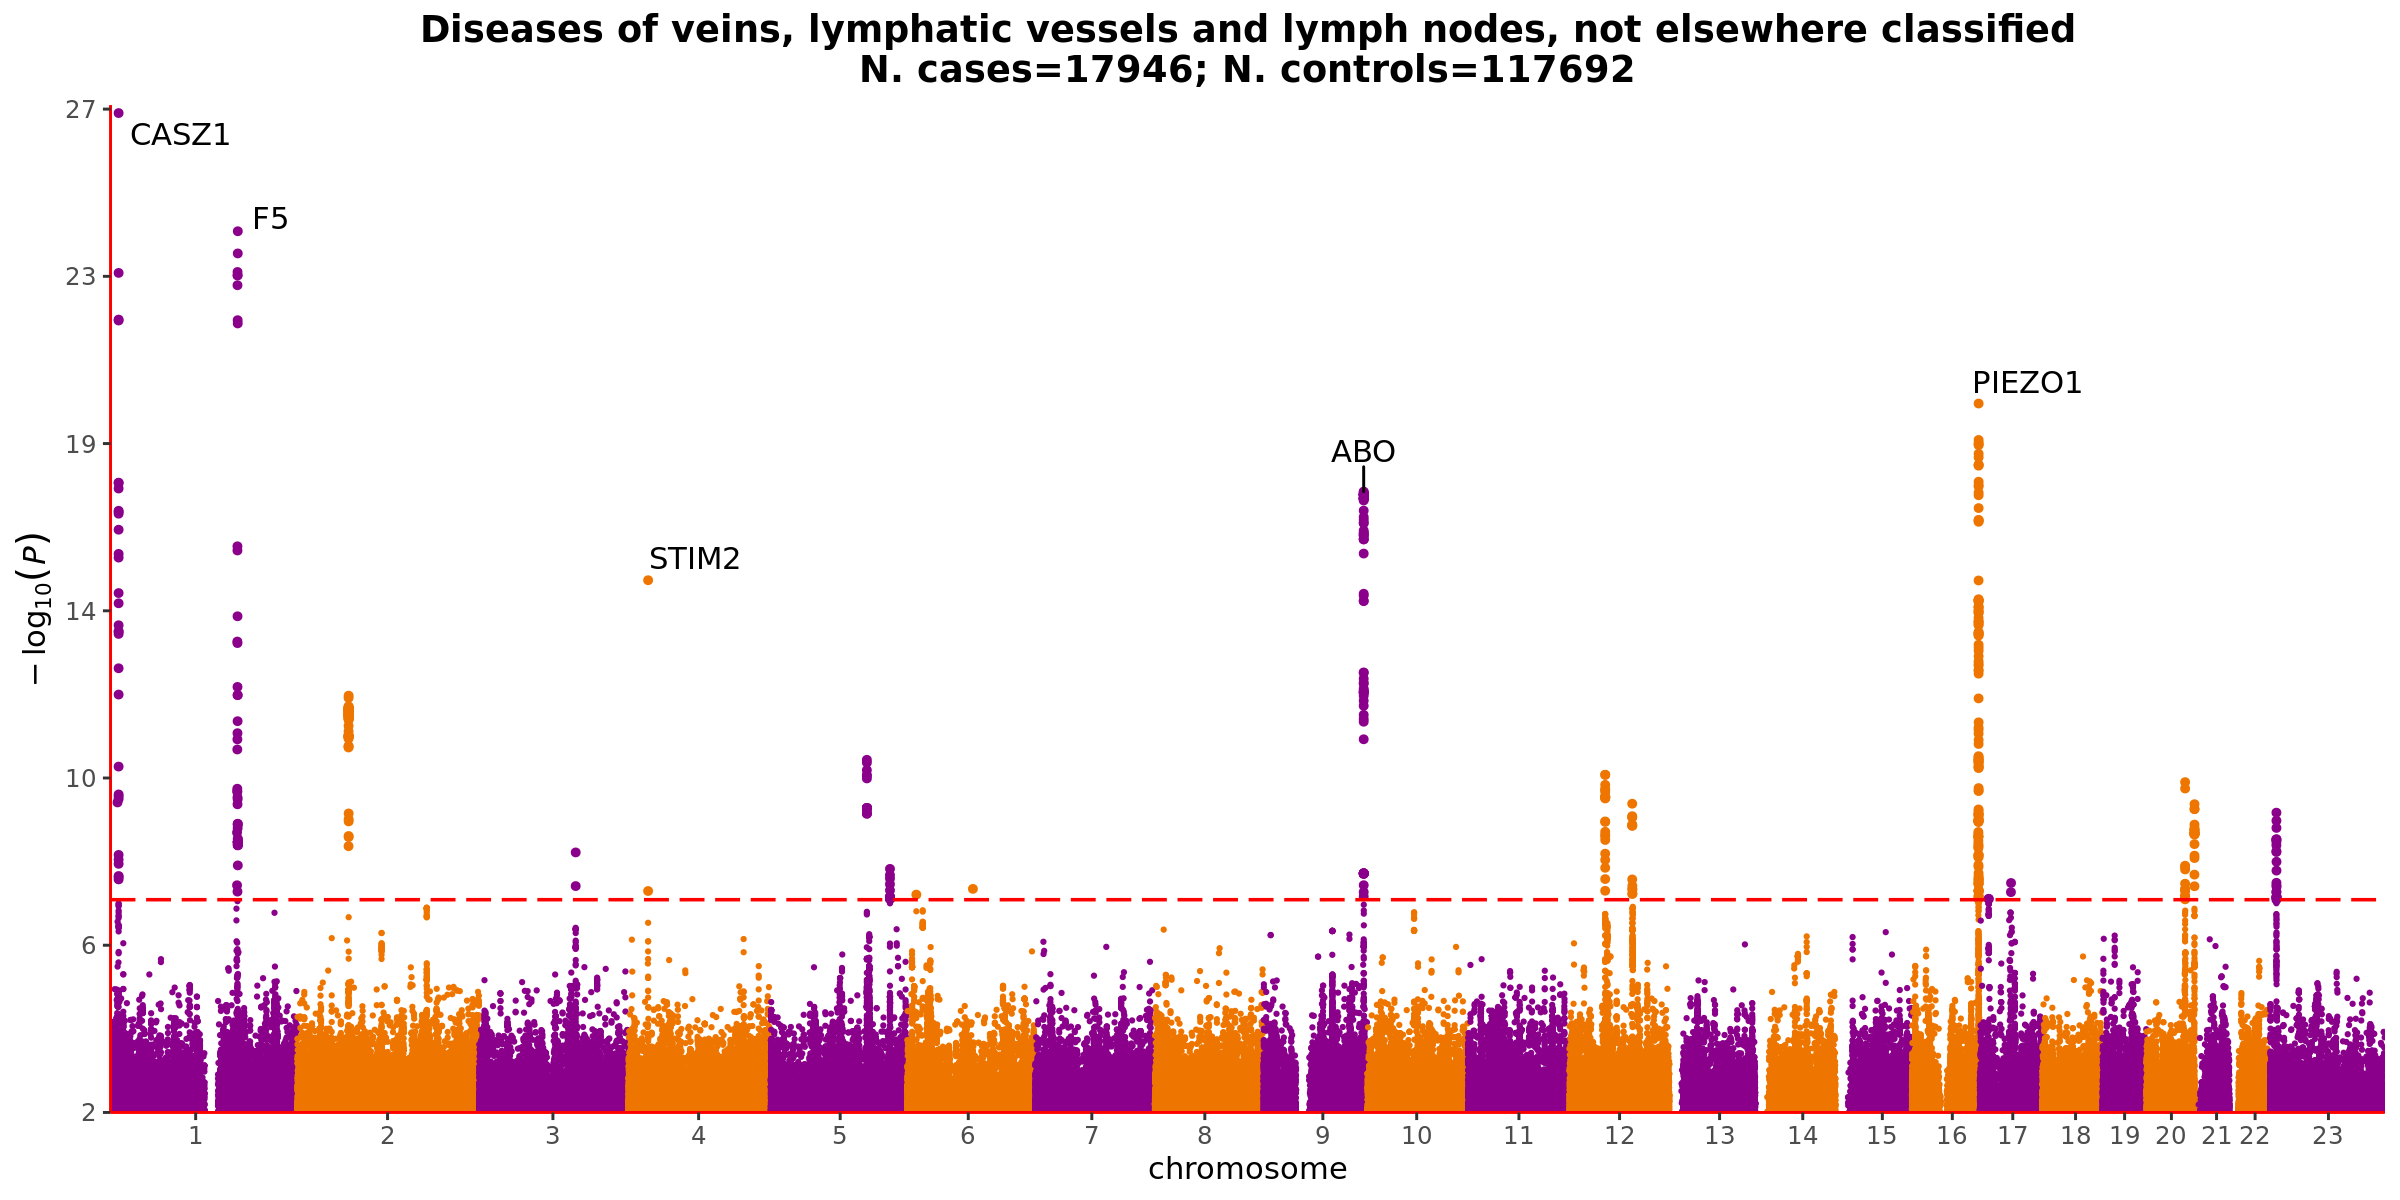 Diseases of veins, lymphatic vessels and lymph nodes, not elsewhere classified
N. cases=17946; N. controls=117692
27
CASZ1
F5
23
PIEZO1
19
ABO
STIM2
14
10
6
2
−log10(P)
1 2 3 4 5 6 7 8 9 10 11 12 13 14 15 16 17 18 19 20 21 22 23
chromosome